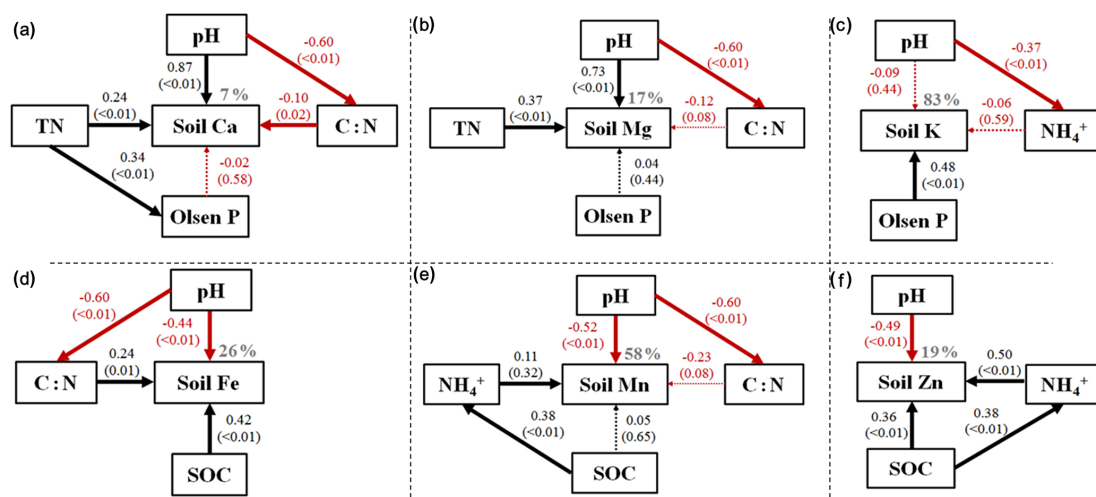 (a)
pH
-0.60
(<0.01)
0.87
(<0.01)
7%
0.24
(<0.01)
TN
Soil Ca
-0.10
(0.02)
C:N
0.34
(<0.01)
-0.02
(0.58)
Olsen P
(b)
pH
-0.60
(<0.01)
0.73
(<0.01)
17%
0.37
(<0.01)
TN
Soil Mg
-0.12
(0.08)
C:N
0.04
(0.44)
Olsen P
(c)
pH
-0.37
(<0.01)
-0.09
(0.44)
83%
Soil K
-0.06
(0.59)
NH₄⁺
0.48
(<0.01)
Olsen P
(d)
pH
-0.60
(<0.01)
-0.44
(<0.01)
26%
0.24
(0.01)
C:N
Soil Fe
0.42
(<0.01)
SOC
(e)
pH
-0.60
(<0.01)
-0.52
(<0.01)
58%
0.11
(0.32)
NH₄⁺
Soil Mn
-0.23
(0.08)
C:N
0.38
(<0.01)
0.05
(0.65)
SOC
(f)
pH
-0.49
(<0.01)
19%
Soil Zn
0.50
(<0.01)
NH₄⁺
0.36
(<0.01)
0.38
(<0.01)
SOC